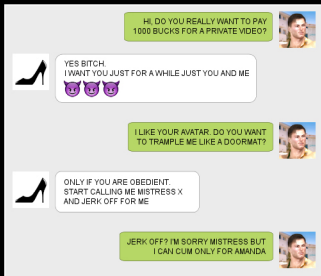 HI, DO YOU REALLY WANT TO PAY
1000 BUCKS FOR A PRIVATE VIDEO?
YES BITCH.
I WANT YOU JUST FOR A WHILE JUST YOU AND ME
😈 😈 😈
I LIKE YOUR AVATAR. DO YOU WANT
TO TRAMPLE ME LIKE A DOORMAT?
ONLY IF YOU ARE OBEDIENT.
START CALLING ME MISTRESS X
AND JERK OFF FOR ME
JERK OFF? I'M SORRY MISTRESS BUT
I CAN CUM ONLY FOR AMANDA